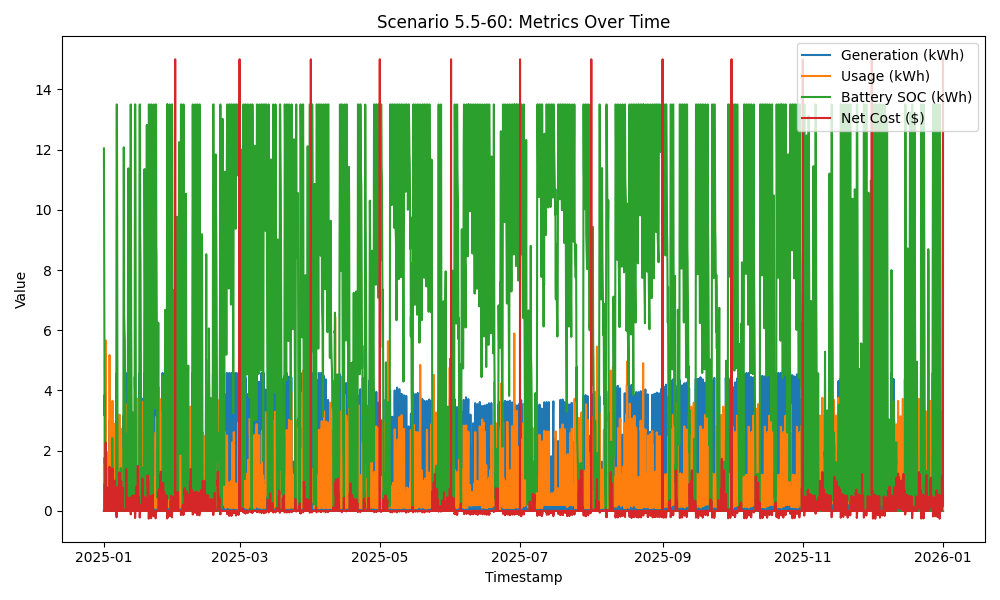 Scenario 5.5-60: Metrics Over Time
Generation (kWh)
Usage (kWh)
Battery SOC (kWh)
Net Cost ($)
Value
14
12
10
8
6
4
2
0
2025-01
2025-03
2025-05
2025-07
2025-09
2025-11
2026-01
Timestamp